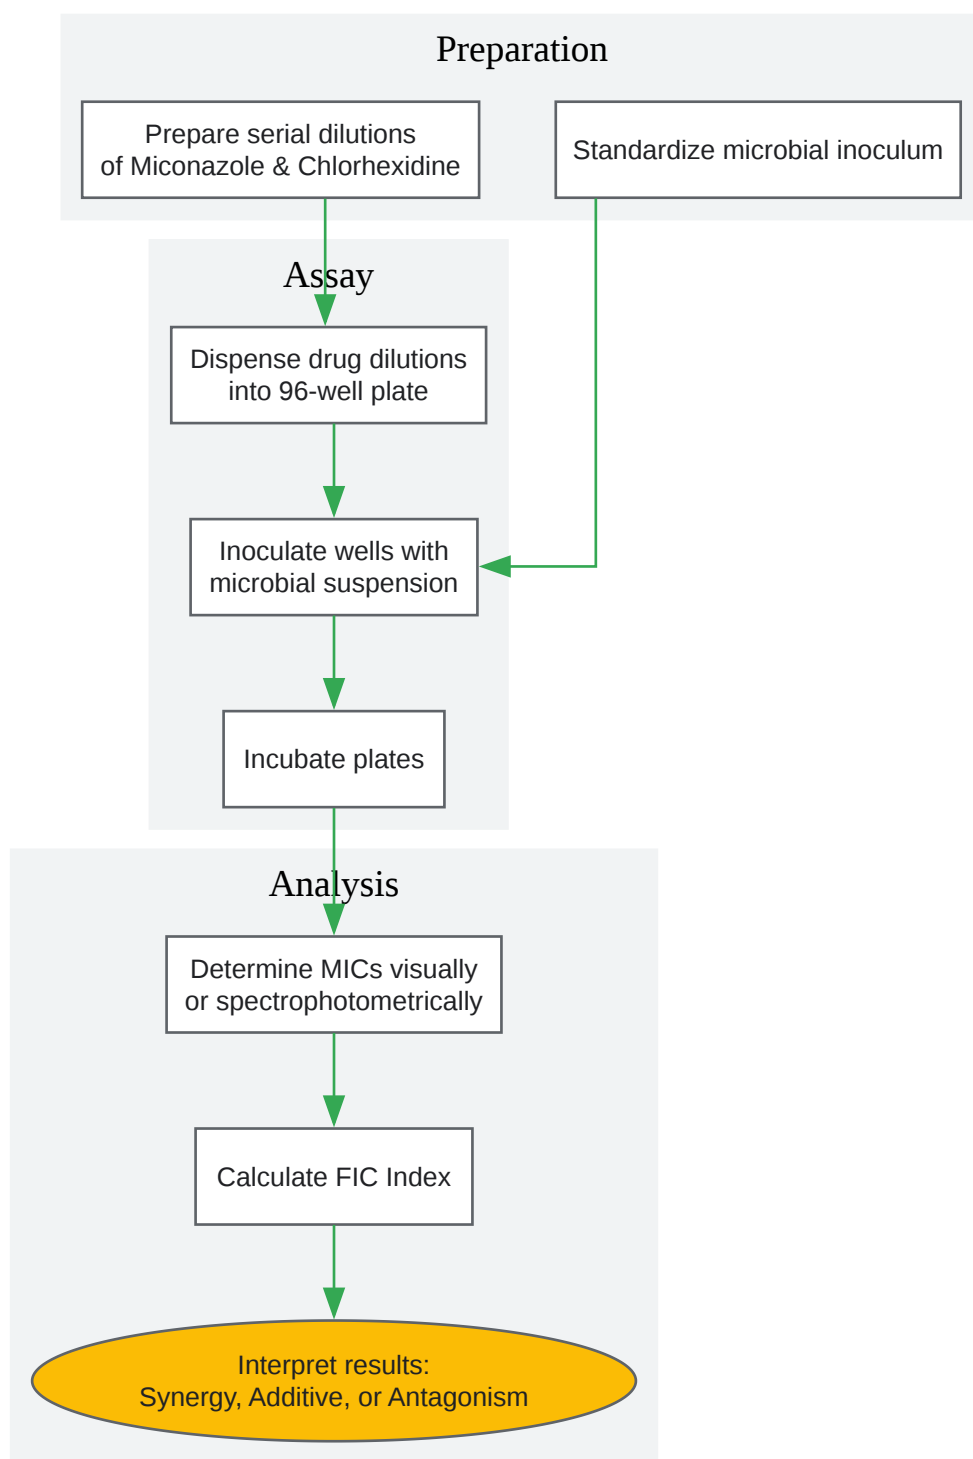 Preparation
Prepare serial dilutions
of Miconazole & Chlorhexidine
Standardize microbial inoculum
Assay
Dispense drug dilutions
into 96-well plate
Inoculate wells with
microbial suspension
Incubate plates
Analysis
Determine MICs visually
or spectrophotometrically
Calculate FIC Index
Interpret results:
Synergy, Additive, or Antagonism